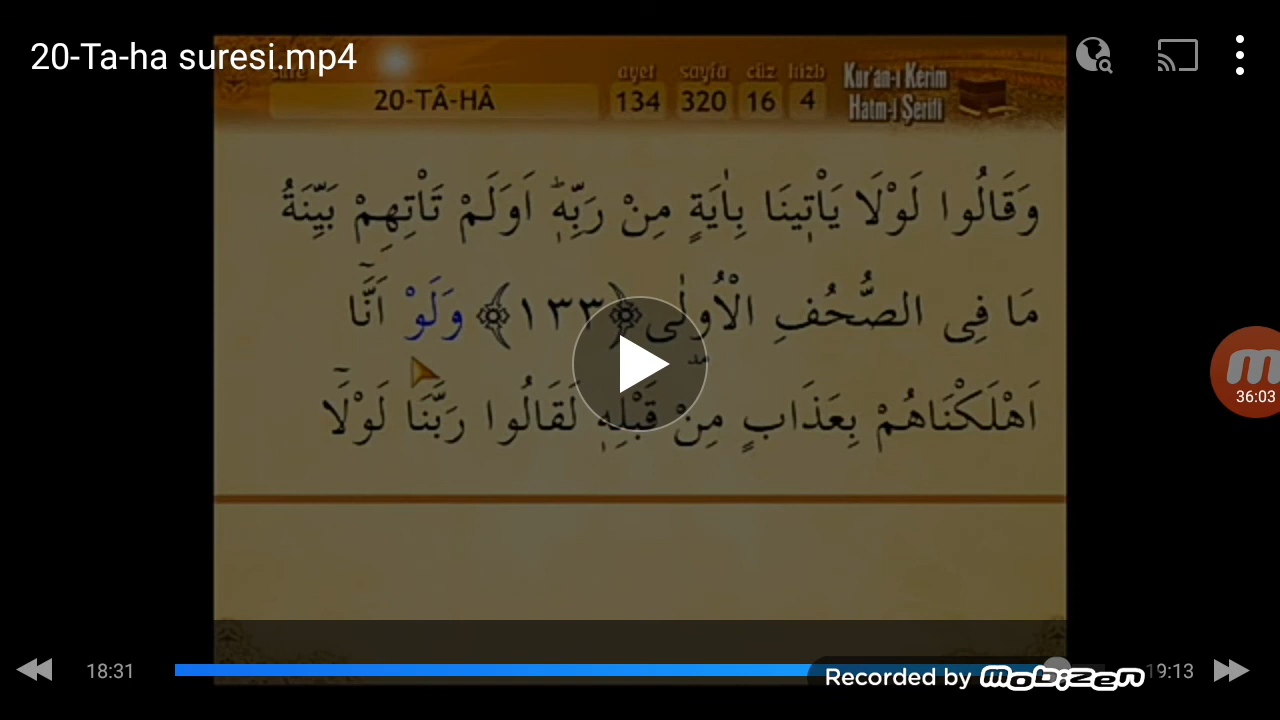 20-Ta-ha suresi.mp4
sure
ayet sayfa cüz hizb
20-TÂ-HÂ 134 320 16 4
Kur'an-ı Kerim
Hatm-i Şerifi
وَقَالُوا لَوْلَا يَاْت۪ينَا بِاٰيَةٍ مِنْ رَبِّه۪ۜ اَوَلَمْ تَاْتِهِمْ بَيِّنَةُ
مَا فِى الصُّحُفِ الْاُو۫لٰى ﴿١٣٣﴾ وَلَوْ اَنَّٓا
اَهْلَكْنَاهُمْ بِعَذَابٍ مِنْ قَبْلِه۪ لَقَالُوا رَبَّنَا لَوْلَٓا
36:03
18:31
19:13
Recorded by mobizen